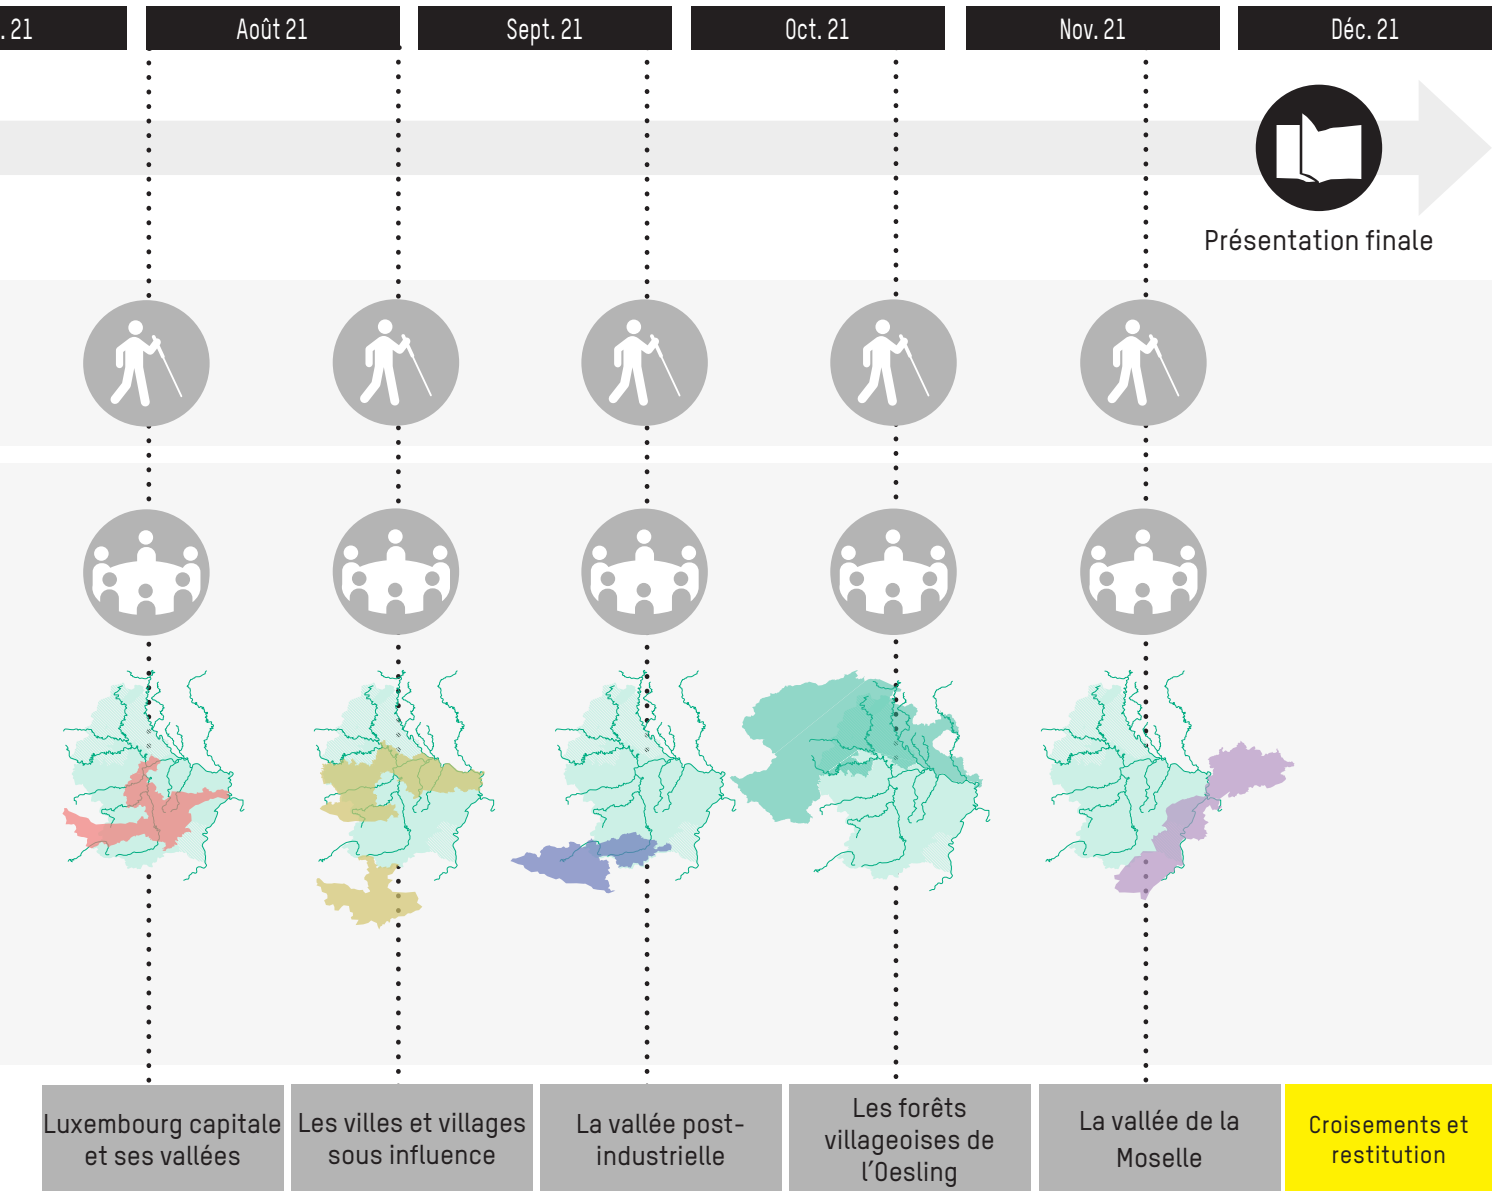 . 21
Août 21
Sept. 21
Oct. 21
Nov. 21
Déc. 21
Présentation finale
Luxembourg capitale
et ses vallées
Les villes et villages
sous influence
La vallée post-
industrielle
Les forêts
villageoises de
l'Oesling
La vallée de la
Moselle
Croisements et
restitution